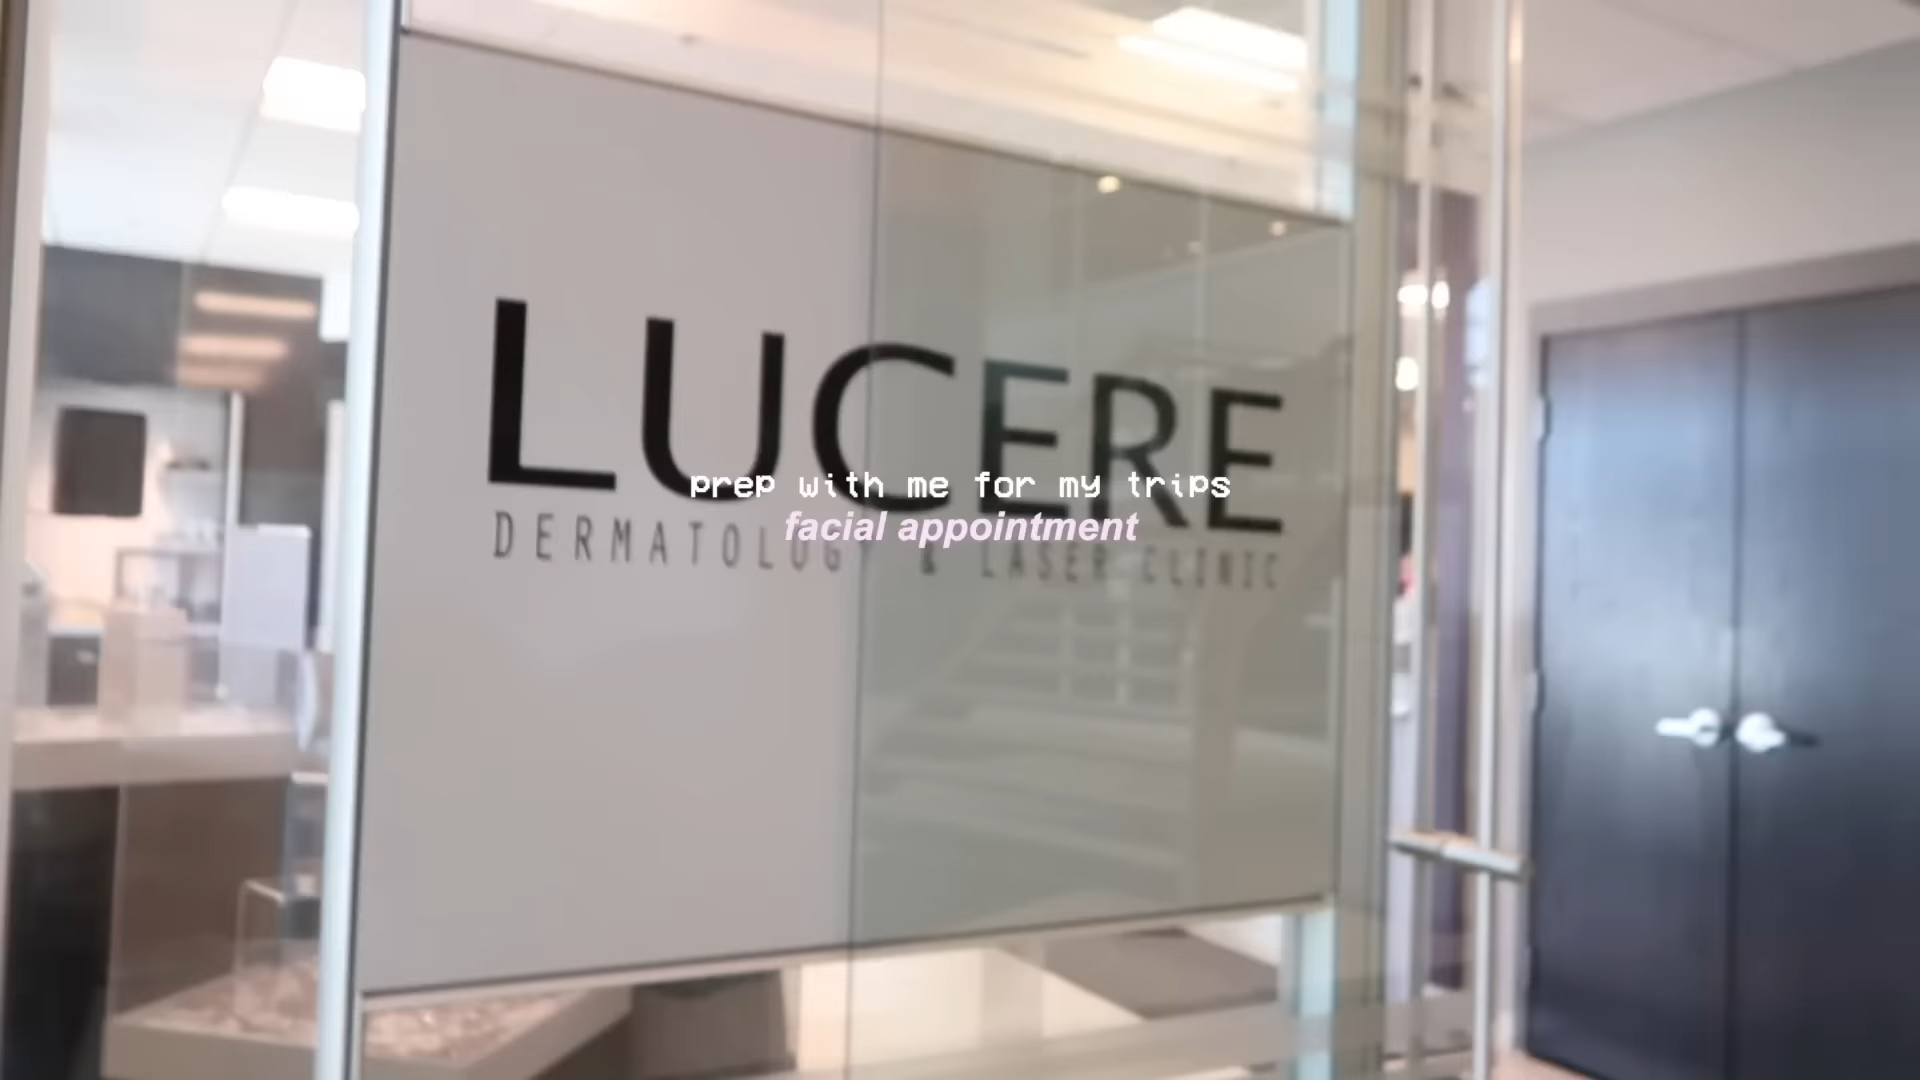 LUCERE
prep with me for my trips
facial appointment
DERMATOLOGY & LASER CLINIC